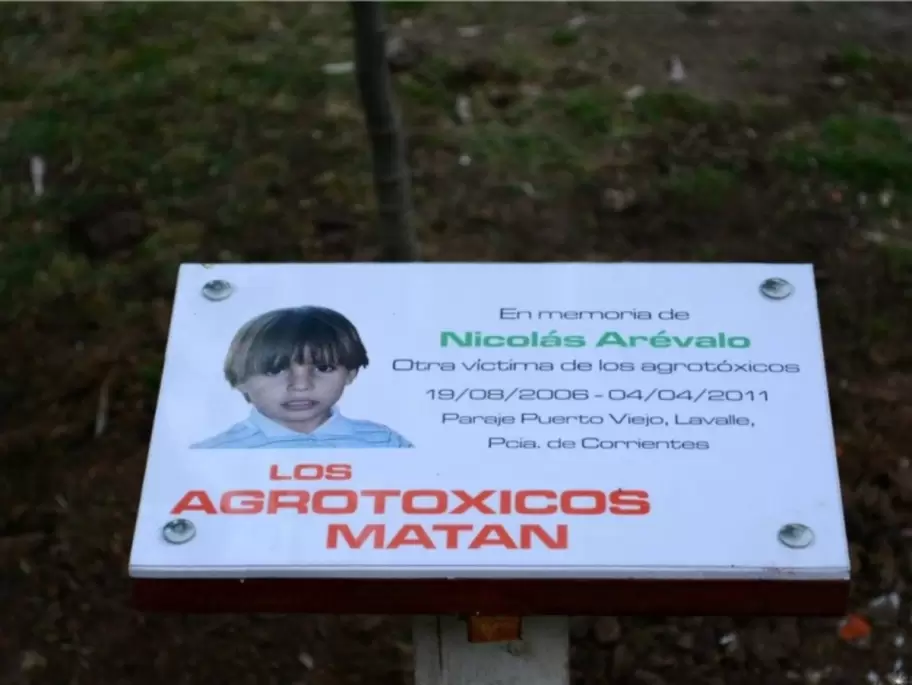 En memoria de
Nicolás Arévalo
Otra víctima de los agrotóxicos
19/08/2006 - 04/04/2011
Paraje Puerto Viejo, Lavalle,
Pcia. de Corrientes
LOS
AGROTOXICOS
MATAN